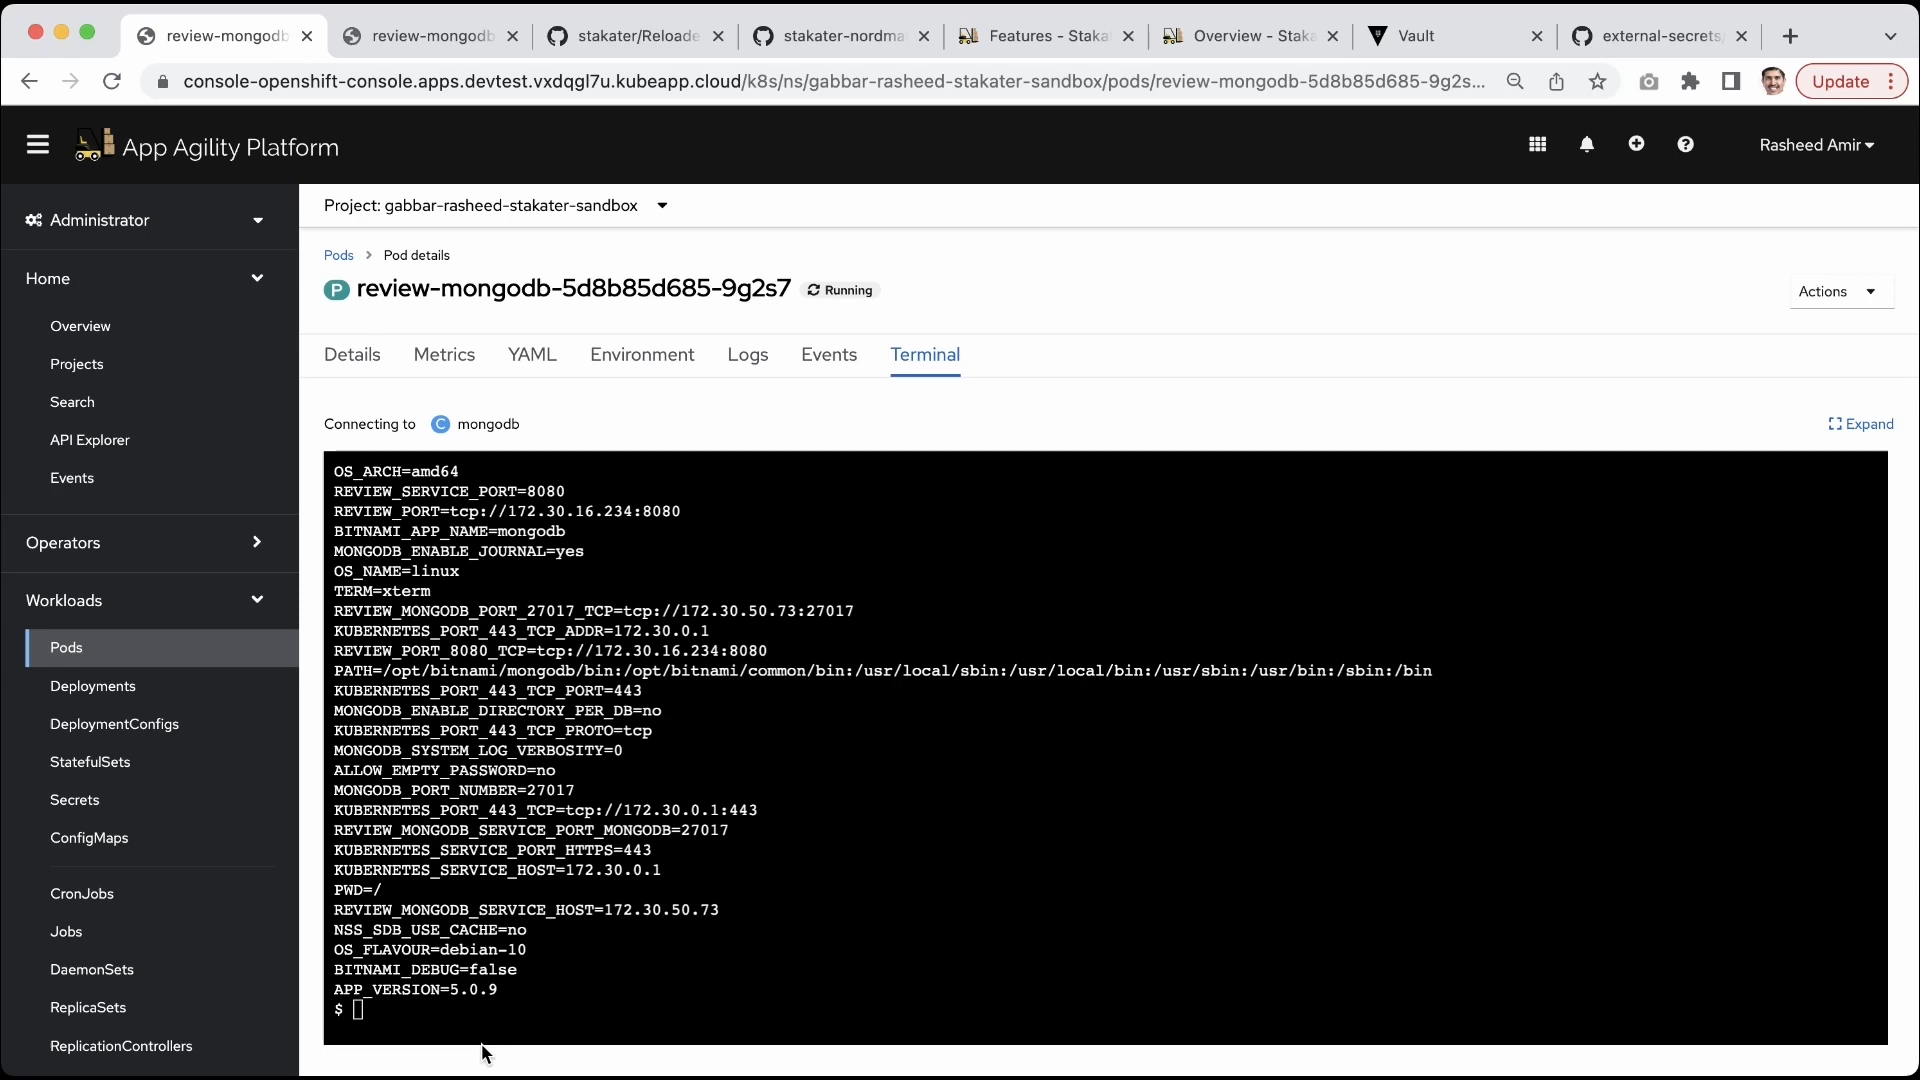 review-mongodb
review-mongodb
stakater/Reloade
stakater-nordma
Features - Staka
Overview - Staka
Vault
external-secrets
console-openshift-console.apps.devtest.vxdqgl7u.kubeapp.cloud/k8s/ns/gabbar-rasheed-stakater-sandbox/pods/review-mongodb-5d8b85d685-9g2s...
Update
App Agility Platform
Rasheed Amir
Administrator
Home
Overview
Projects
Search
API Explorer
Events
Operators
Workloads
Pods
Deployments
DeploymentConfigs
StatefulSets
Secrets
ConfigMaps
CronJobs
Jobs
DaemonSets
ReplicaSets
ReplicationControllers
Project: gabbar-rasheed-stakater-sandbox
Pods > Pod details
P review-mongodb-5d8b85d685-9g2s7 Running
Actions
Details Metrics YAML Environment Logs Events Terminal
Connecting to C mongodb
Expand
OS_ARCH=amd64
REVIEW_SERVICE_PORT=8080
REVIEW_PORT=tcp://172.30.16.234:8080
BITNAMI_APP_NAME=mongodb
MONGODB_ENABLE_JOURNAL=yes
OS_NAME=linux
TERM=xterm
REVIEW_MONGODB_PORT_27017_TCP=tcp://172.30.50.73:27017
KUBERNETES_PORT_443_TCP_ADDR=172.30.0.1
REVIEW_PORT_8080_TCP=tcp://172.30.16.234:8080
PATH=/opt/bitnami/mongodb/bin:/opt/bitnami/common/bin:/usr/local/sbin:/usr/local/bin:/usr/sbin:/usr/bin:/sbin:/bin
KUBERNETES_PORT_443_TCP_PORT=443
MONGODB_ENABLE_DIRECTORY_PER_DB=no
KUBERNETES_PORT_443_TCP_PROTO=tcp
MONGODB_SYSTEM_LOG_VERBOSITY=0
ALLOW_EMPTY_PASSWORD=no
MONGODB_PORT_NUMBER=27017
KUBERNETES_PORT_443_TCP=tcp://172.30.0.1:443
REVIEW_MONGODB_SERVICE_PORT_MONGODB=27017
KUBERNETES_SERVICE_PORT_HTTPS=443
KUBERNETES_SERVICE_HOST=172.30.0.1
PWD=/
REVIEW_MONGODB_SERVICE_HOST=172.30.50.73
NSS_SDB_USE_CACHE=no
OS_FLAVOUR=debian-10
BITNAMI_DEBUG=false
APP_VERSION=5.0.9
$